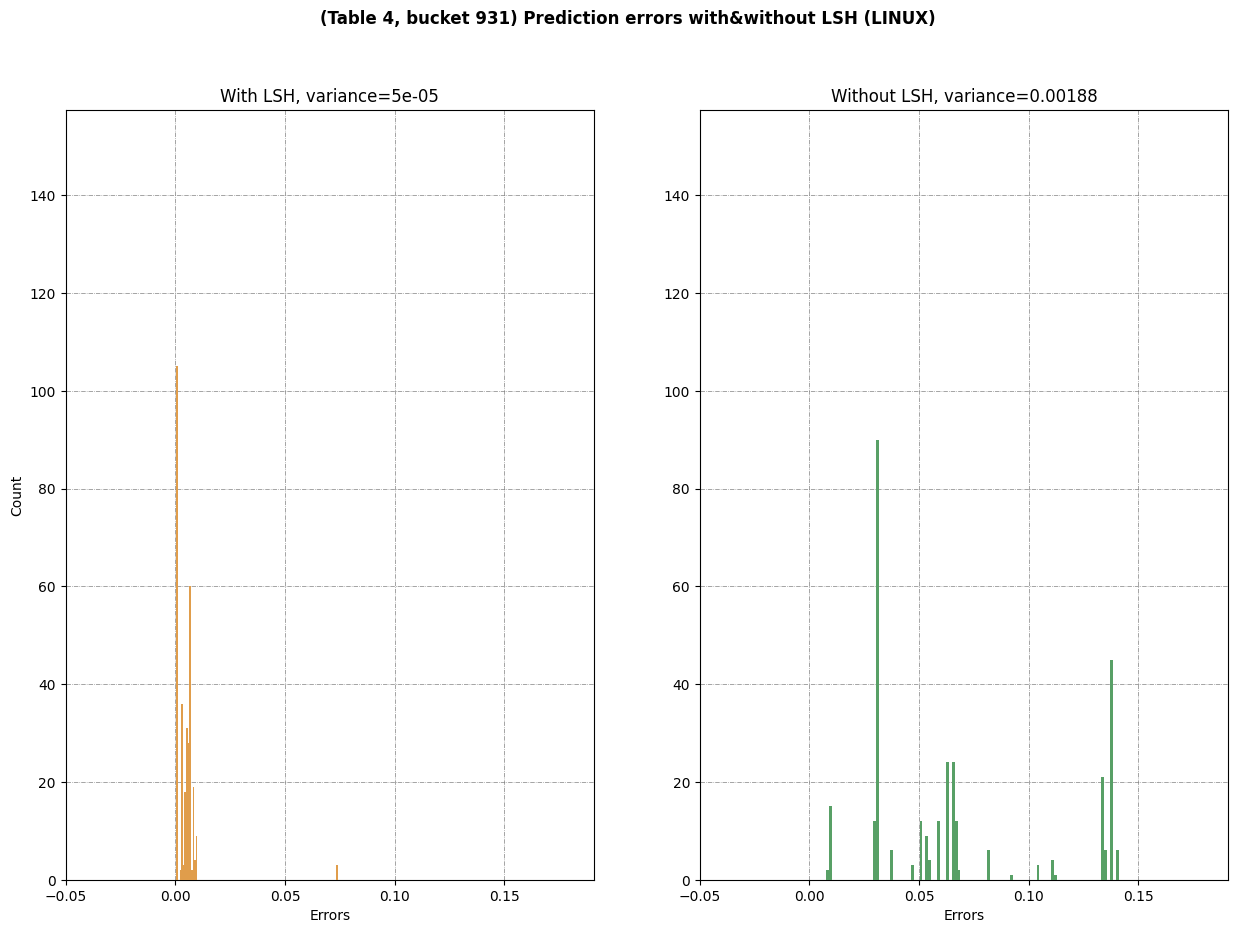 (Table 4, bucket 931) Prediction errors with&without LSH (LINUX)
With LSH, variance=5e-05
140
120
100
80
60
40
20
0
Count
−0.05 0.00 0.05 0.10 0.15
Errors
Without LSH, variance=0.00188
140
120
100
80
60
40
20
0
−0.05 0.00 0.05 0.10 0.15
Errors